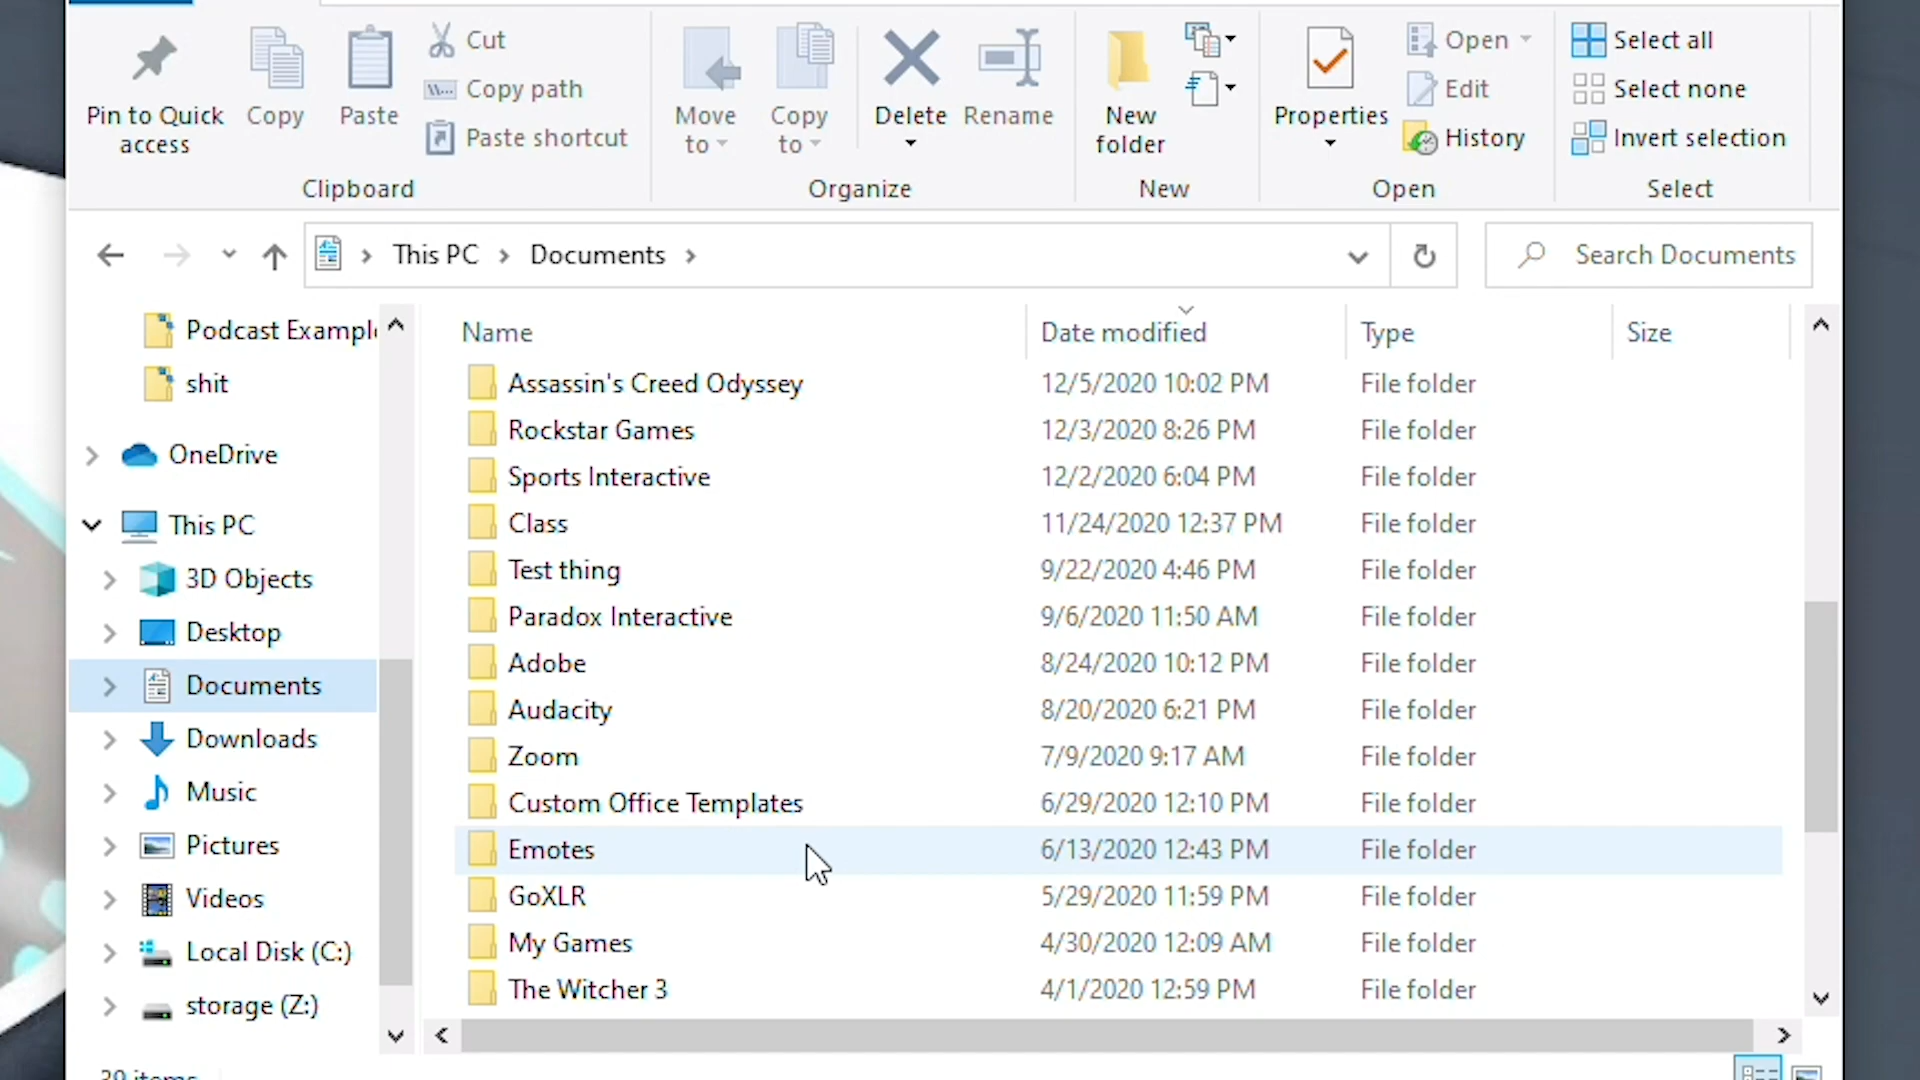 Pin to Quick access
Copy
Paste
Cut
Copy path
Paste shortcut
Clipboard
Move to
Copy to
Delete
Rename
Organize
New folder
New
Properties
Open
Edit
History
Open
Select all
Select none
Invert selection
Select
This PC > Documents >
Search Documents
Podcast Exampl
shit
OneDrive
This PC
3D Objects
Desktop
Documents
Downloads
Music
Pictures
Videos
Local Disk (C:)
storage (Z:)
Name Date modified Type Size
Assassin's Creed Odyssey 12/5/2020 10:02 PM File folder
Rockstar Games 12/3/2020 8:26 PM File folder
Sports Interactive 12/2/2020 6:04 PM File folder
Class 11/24/2020 12:37 PM File folder
Test thing 9/22/2020 4:46 PM File folder
Paradox Interactive 9/6/2020 11:50 AM File folder
Adobe 8/24/2020 10:12 PM File folder
Audacity 8/20/2020 6:21 PM File folder
Zoom 7/9/2020 9:17 AM File folder
Custom Office Templates 6/29/2020 12:10 PM File folder
Emotes 6/13/2020 12:43 PM File folder
GoXLR 5/29/2020 11:59 PM File folder
My Games 4/30/2020 12:09 AM File folder
The Witcher 3 4/1/2020 12:59 PM File folder
items